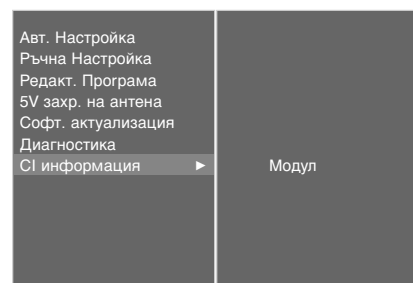 Авт. Настройка
Ръчна Настройка
Редакт. Програма
5V захр. на антена
Софт. актуализация
Диагностика
CI информация ► Модул